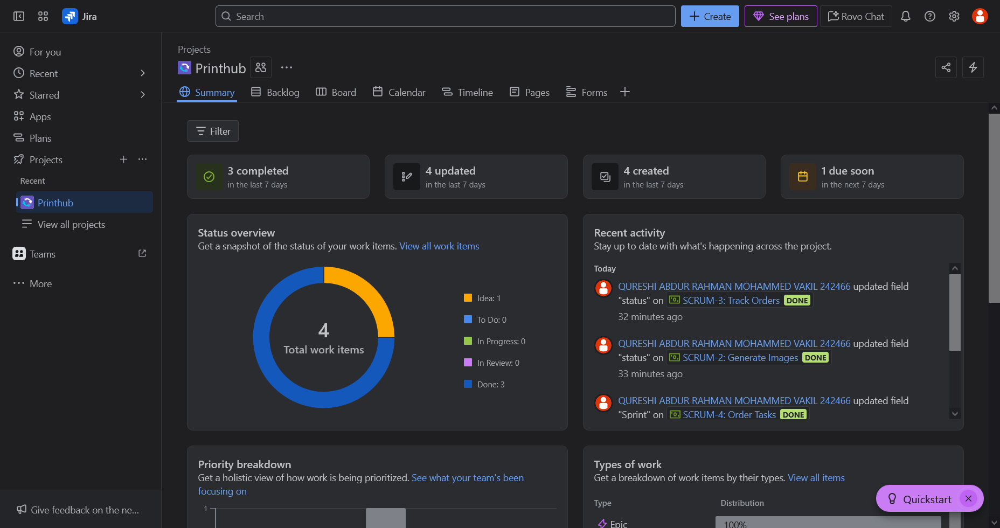 Jira
Search
Create
See plans
Rovo Chat
For you
Recent
Starred
Apps
Plans
Projects
Recent
Printhub
View all projects
Teams
More
Give feedback on the ne...
Projects
Printhub
Summary
Backlog
Board
Calendar
Timeline
Pages
Forms
Filter
3 completed
in the last 7 days
4 updated
in the last 7 days
4 created
in the last 7 days
1 due soon
in the next 7 days
Status overview
Get a snapshot of the status of your work items. View all work items
4
Total work items
Idea: 1
To Do: 0
In Progress: 0
In Review: 0
Done: 3
Recent activity
Stay up to date with what's happening across the project.
Today
QURESHI ABDUR RAHMAN MOHAMMED VAKIL 242466 updated field
"status" on SCRUM-3: Track Orders DONE
32 minutes ago
QURESHI ABDUR RAHMAN MOHAMMED VAKIL 242466 updated field
"status" on SCRUM-2: Generate Images DONE
33 minutes ago
QURESHI ABDUR RAHMAN MOHAMMED VAKIL 242466 updated field
"Sprint" on SCRUM-4: Order Tasks DONE
Priority breakdown
Get a holistic view of how work is being prioritized. See what your team's been
focusing on
1
Types of work
Get a breakdown of work items by their types. View all items
Type
Distribution
Epic
100%
Quickstart